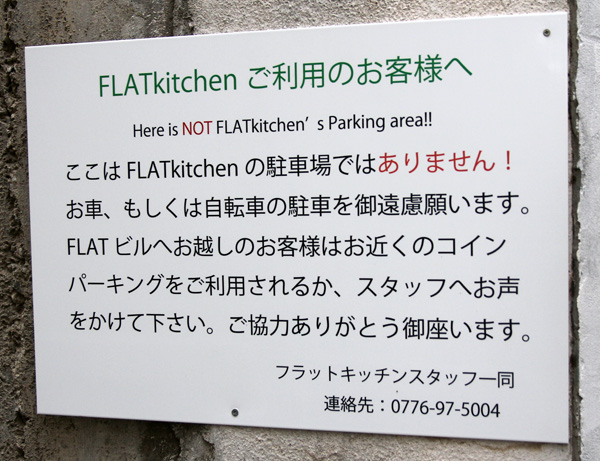 FLATkitchen ご利用のお客様へ
Here is NOT FLATkitchen's Parking area!!
ここは FLATkitchen の駐車場ではありません！
お車、もしくは自転車の駐車を御遠慮願います。
FLAT ビルへお越しのお客様はお近くのコイン
パーキングをご利用されるか、スタッフへお声
をかけて下さい。ご協力ありがとう御座います。
フラットキッチンスタッフ一同
連絡先：0776-97-5004